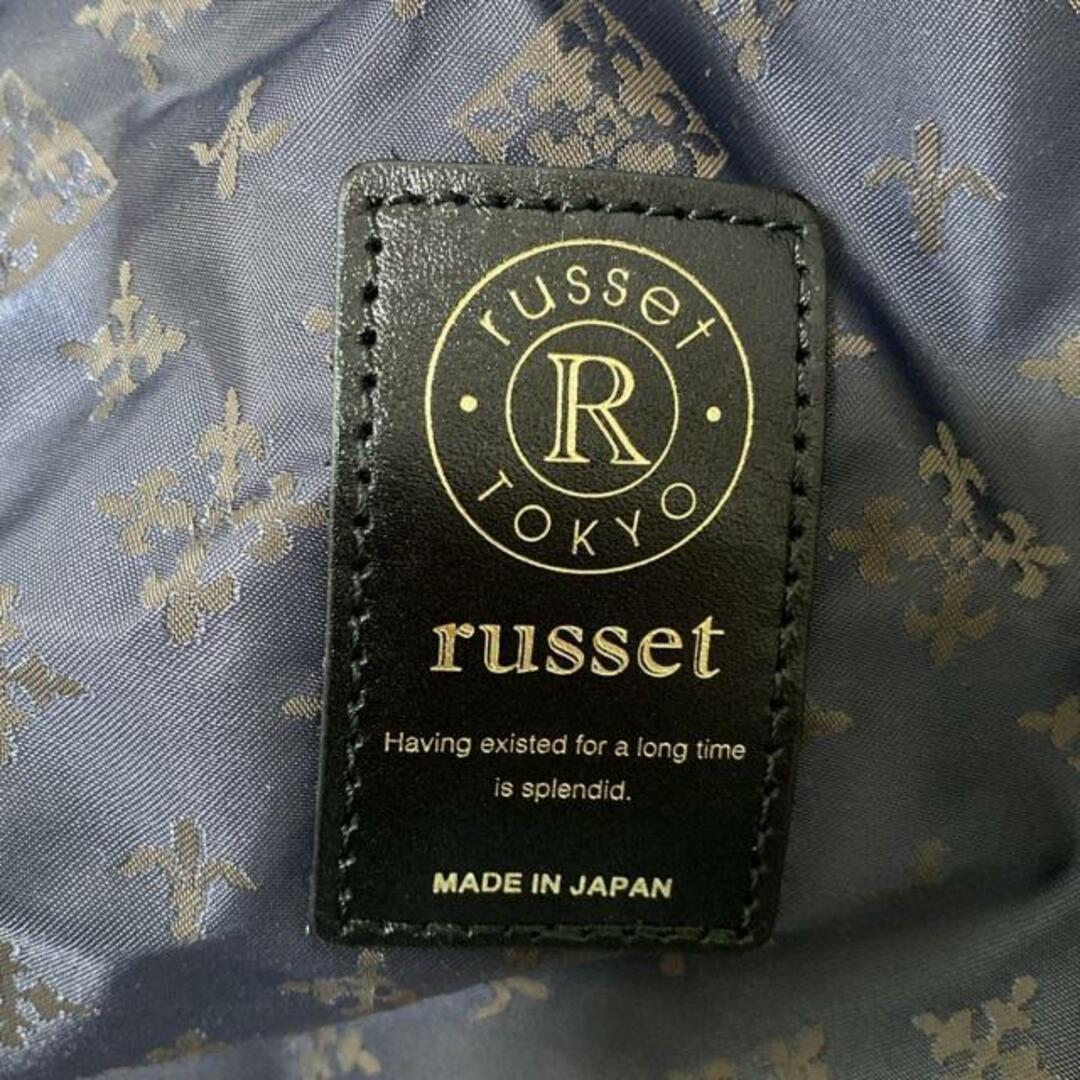 russet
R
TOKYO
russet
Having existed for a long time
is splendid.
MADE IN JAPAN